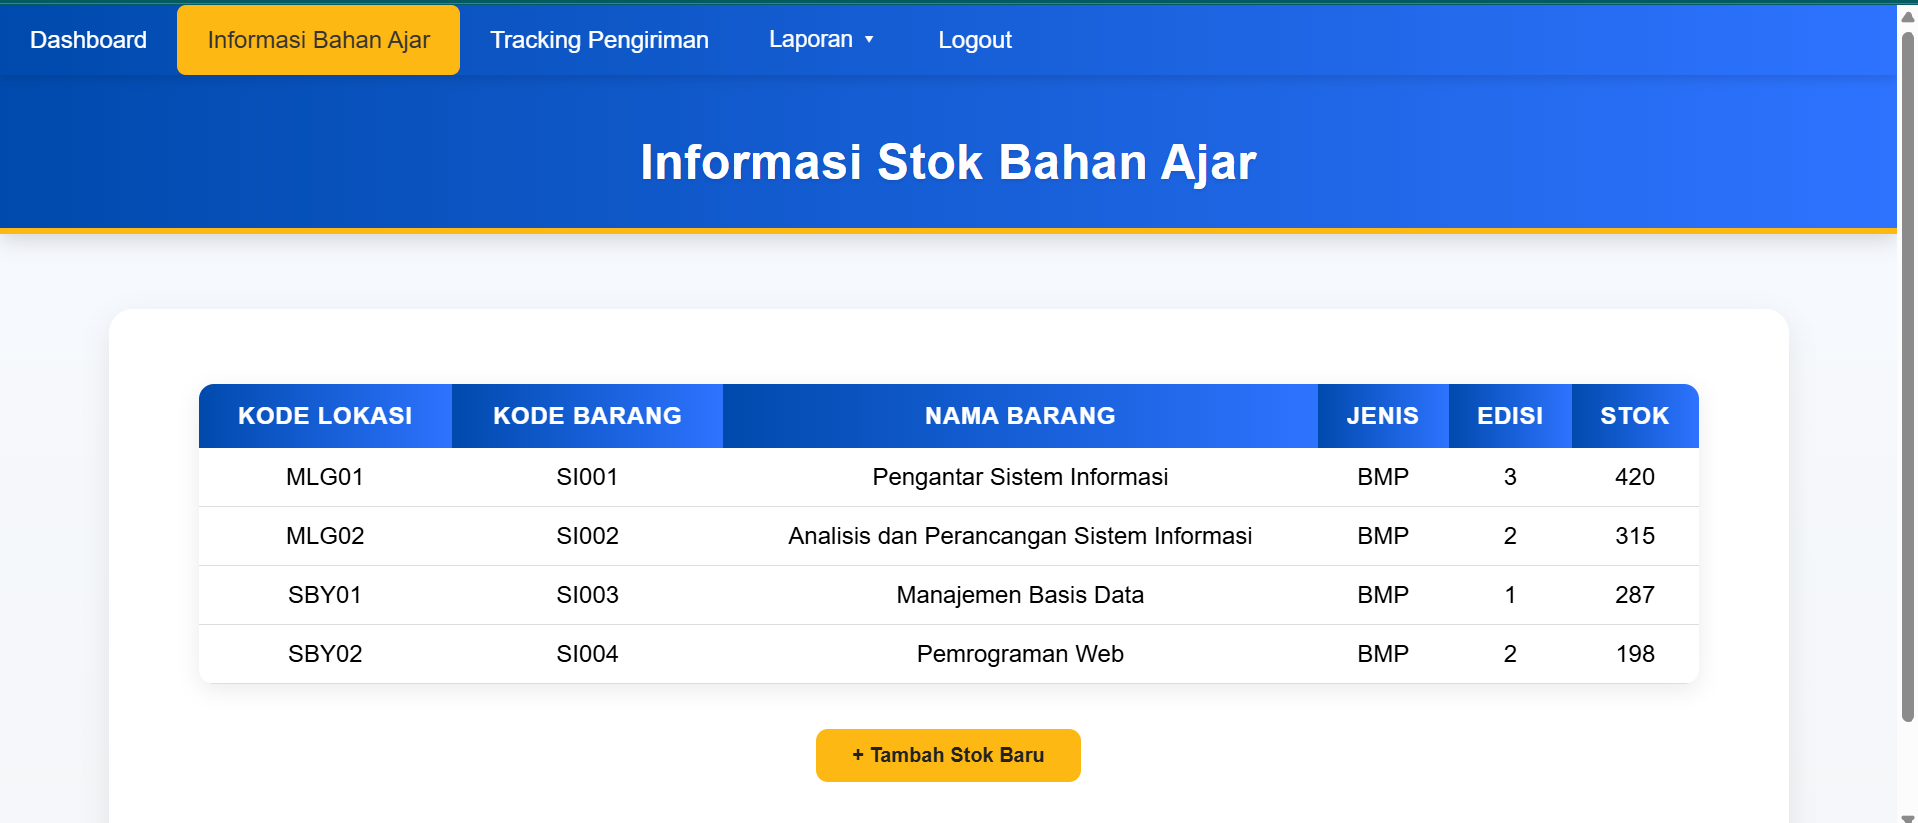 Dashboard Informasi Bahan Ajar Tracking Pengiriman Laporan ▼ Logout
Informasi Stok Bahan Ajar
KODE LOKASI KODE BARANG NAMA BARANG JENIS EDISI STOK
MLG01 SI001 Pengantar Sistem Informasi BMP 3 420
MLG02 SI002 Analisis dan Perancangan Sistem Informasi BMP 2 315
SBY01 SI003 Manajemen Basis Data BMP 1 287
SBY02 SI004 Pemrograman Web BMP 2 198
+ Tambah Stok Baru